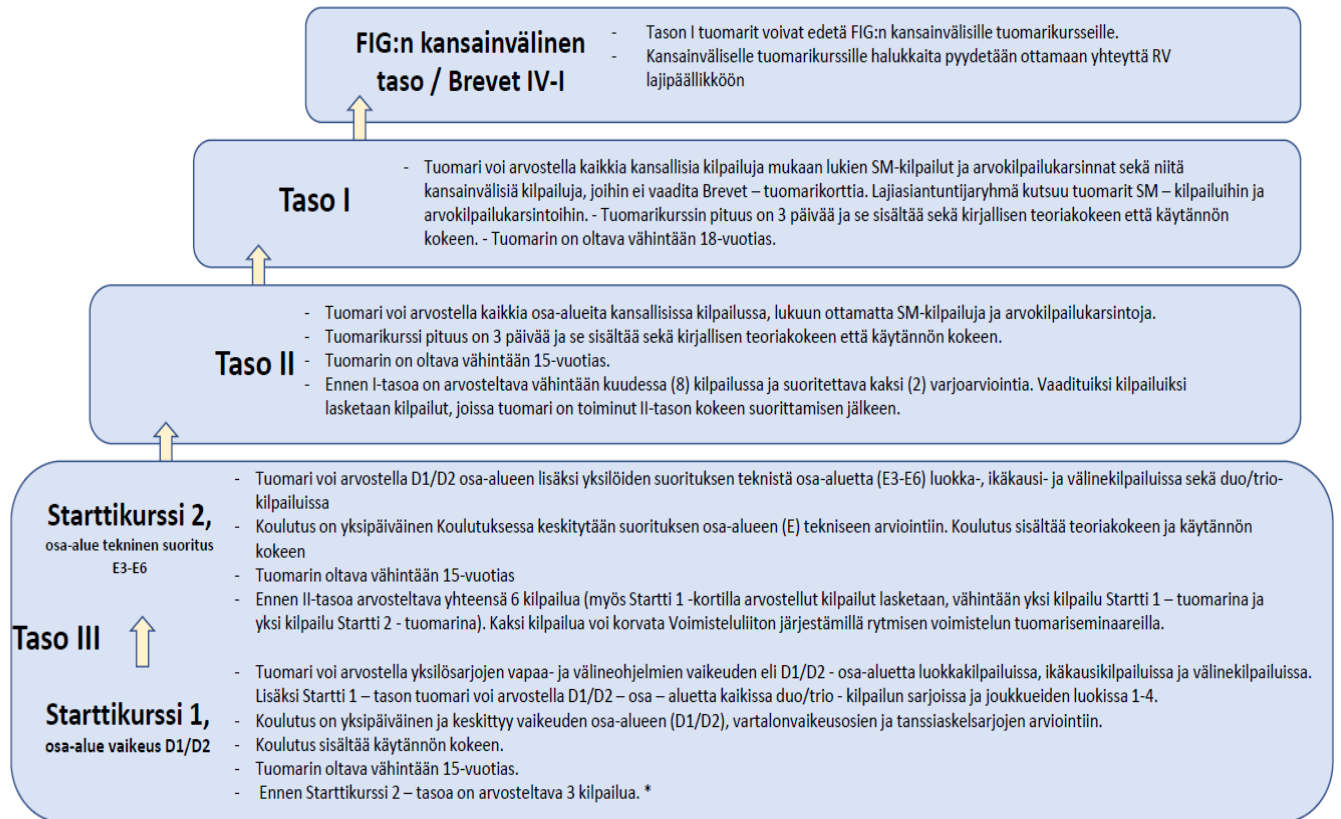 FIG:n kansainvälinen
taso / Brevet IV-I
- Tason I tuomarit voivat edetä FIG:n kansainvälisille tuomarikursseille.
- Kansainväliselle tuomarikurssille halukkaita pyydetään ottamaan yhteyttä RV
lajipäällikköön
Taso I
- Tuomari voi arvostella kaikkia kansallisia kilpailuja mukaan lukien SM-kilpailut ja arvokilpailukarsinnat sekä niitä
kansainvälisiä kilpailuja, joihin ei vaadita Brevet – tuomarikorttia. Lajiasiantuntijaryhmä kutsuu tuomarit SM – kilpailuihin ja
arvokilpailukarsintoihin. - Tuomarikurssin pituus on 3 päivää ja se sisältää sekä kirjallisen teoriakokeen että käytännön
kokeen. - Tuomarin on oltava vähintään 18-vuotias.
Taso II
- Tuomari voi arvostella kaikkia osa-alueita kansallisissa kilpailussa, lukuun ottamatta SM-kilpailuja ja arvokilpailukarsintoja.
- Tuomarikurssi pituus on 3 päivää ja se sisältää sekä kirjallisen teoriakokeen että käytännön kokeen.
- Tuomarin on oltava vähintään 15-vuotias.
- Ennen I-tasoa on arvosteltava vähintään kuudessa (8) kilpailussa ja suoritettava kaksi (2) varjoarviointia. Vaadituiksi kilpailuiksi
lasketaan kilpailut, joissa tuomari on toiminut II-tason kokeen suorittamisen jälkeen.
Taso III
Starttikurssi 2,
osa-alue tekninen suoritus
E3-E6
- Tuomari voi arvostella D1/D2 osa-alueen lisäksi yksilöiden suorituksen teknistä osa-aluetta (E3-E6) luokka-, ikäkausi- ja välinekilpailuissa sekä duo/trio-
kilpailuissa
- Koulutus on yksipäiväinen Koulutuksessa keskitytään suorituksen osa-alueen (E) tekniseen arviointiin. Koulutus sisältää teoriakokeen ja käytännön
kokeen
- Tuomarin oltava vähintään 15-vuotias
- Ennen II-tasoa arvosteltava yhteensä 6 kilpailua (myös Startti 1 -kortilla arvostellut kilpailut lasketaan, vähintään yksi kilpailu Startti 1 – tuomarina ja
yksi kilpailu Startti 2 - tuomarina). Kaksi kilpailua voi korvata Voimisteluliiton järjestämillä rytmisen voimistelun tuomariseminaareilla.
Starttikurssi 1,
osa-alue vaikeus D1/D2
- Tuomari voi arvostella yksilösarjojen vapaa- ja välineohjelmien vaikeuden eli D1/D2 - osa-aluetta luokkakilpailuissa, ikäkausikilpailuissa ja välinekilpailuissa.
Lisäksi Startti 1 – tason tuomari voi arvostella D1/D2 – osa – aluetta kaikissa duo/trio - kilpailun sarjoissa ja joukkueiden luokissa 1-4.
- Koulutus on yksipäiväinen ja keskittyy vaikeuden osa-alueen (D1/D2), vartalonvaikeusosien ja tanssiaskelsarjojen arviointiin.
- Koulutus sisältää käytännön kokeen.
- Tuomarin oltava vähintään 15-vuotias.
- Ennen Starttikurssi 2 – tasoa on arvosteltava 3 kilpailua. *